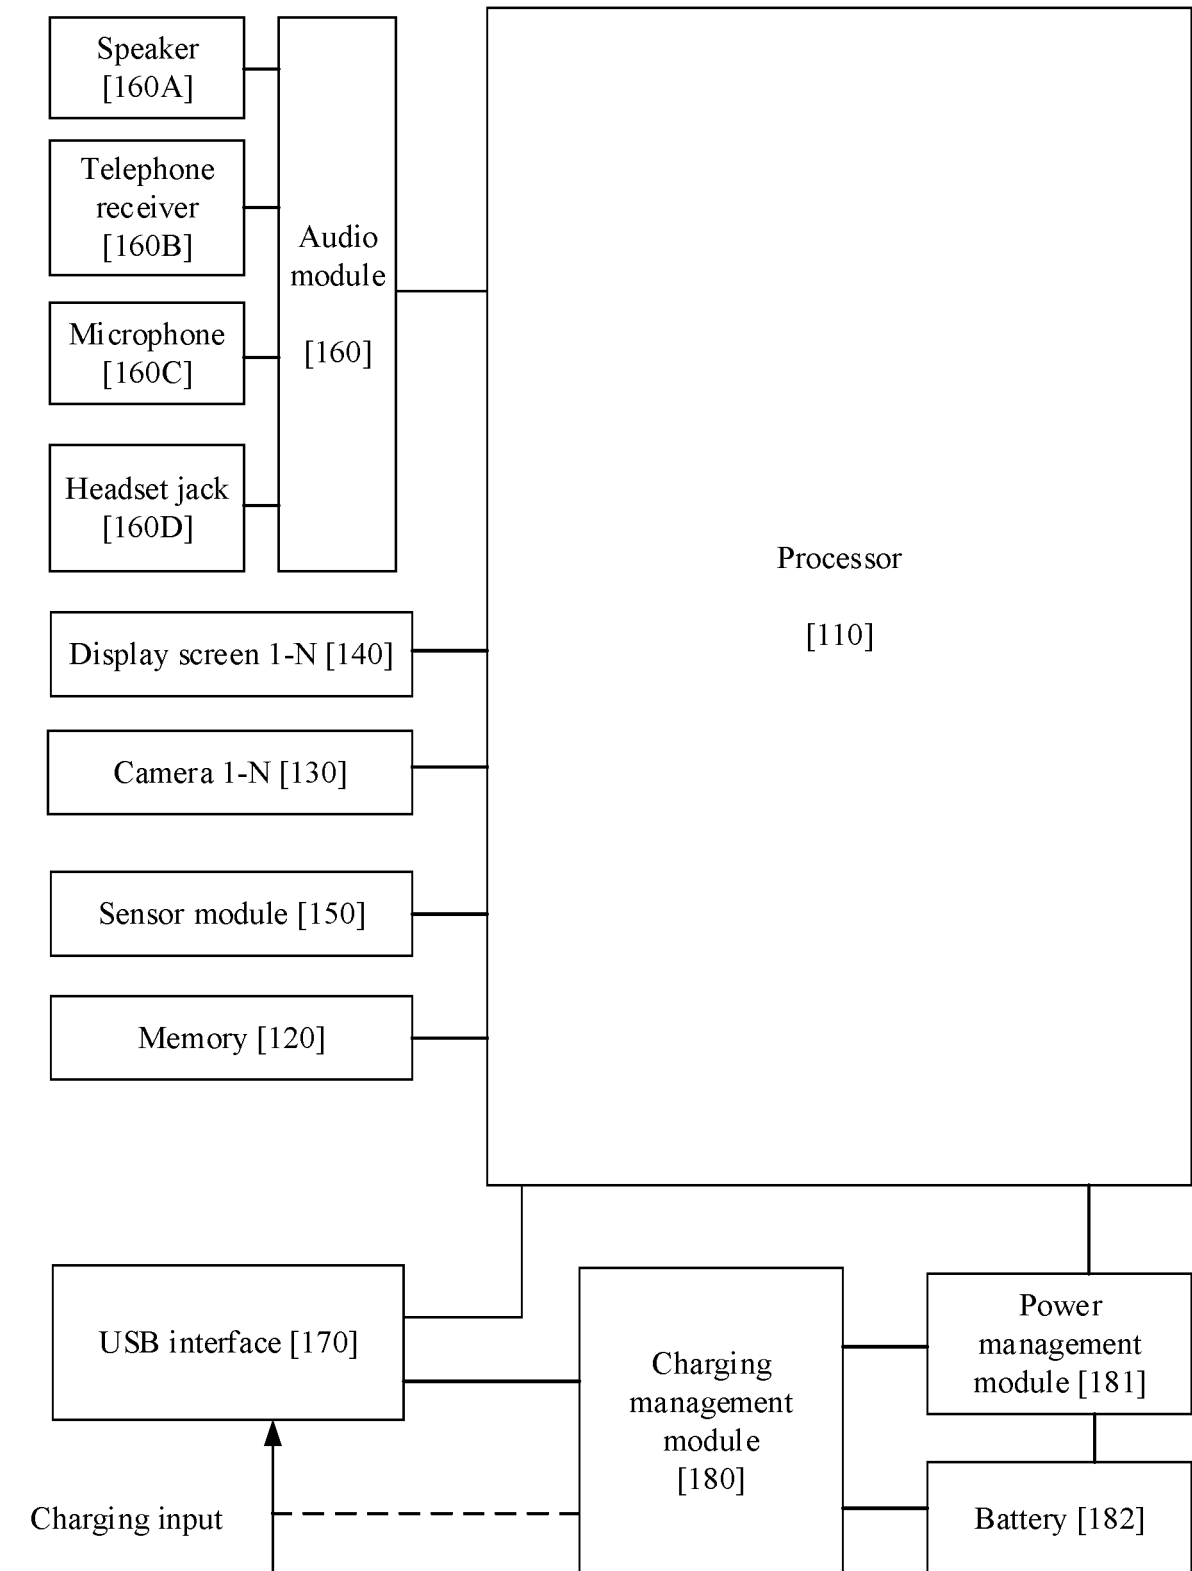 Speaker
[160A]
Telephone
receiver
[160B]
Microphone
[160C]
Headset jack
[160D]
Audio
module
[160]
Processor
[110]
Display screen 1-N [140]
Camera 1-N [130]
Sensor module [150]
Memory [120]
USB interface [170]
Charging
management
module
[180]
Power
management
module [181]
Charging input
Battery [182]